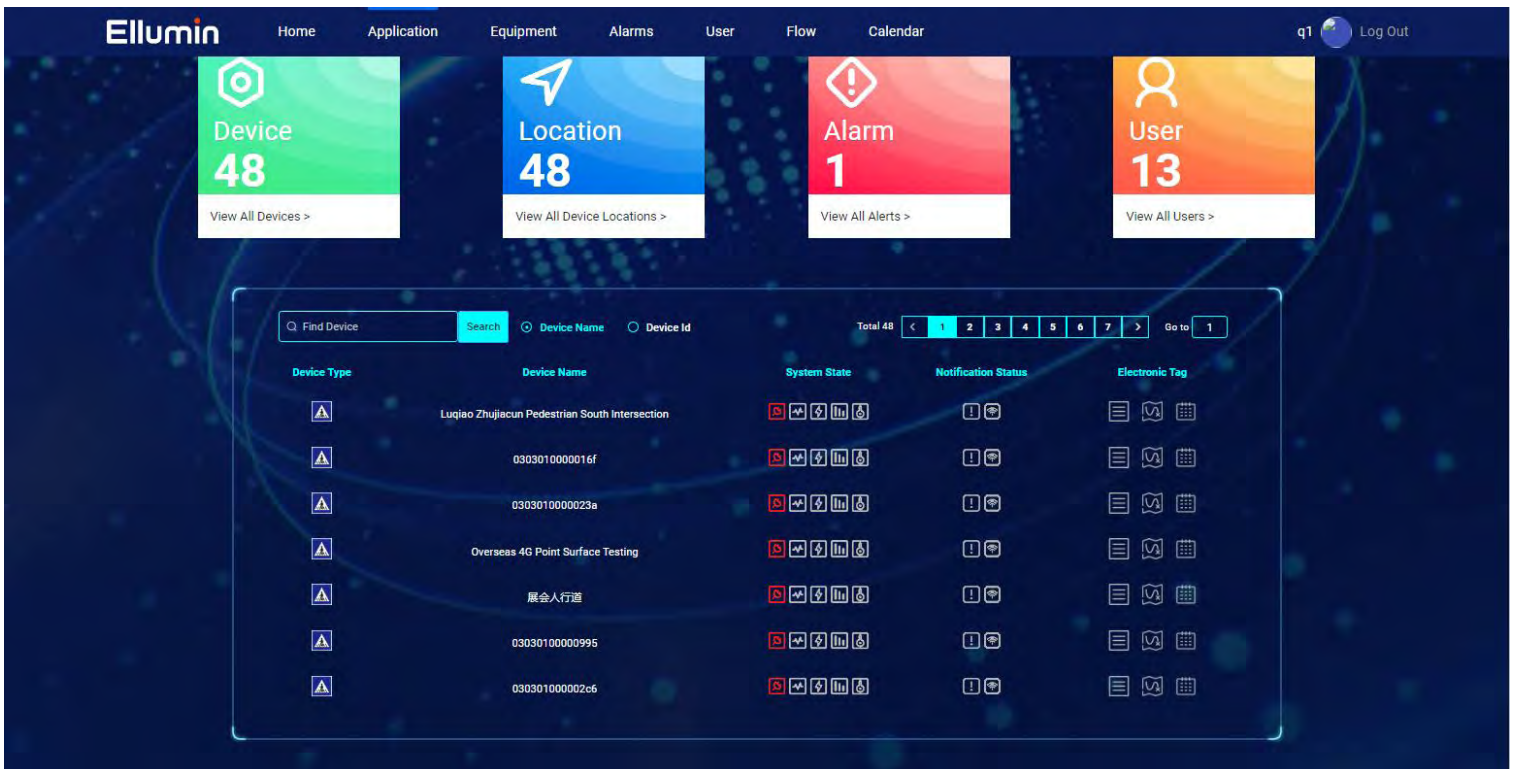 Ellumin
Home Application Equipment Alarms User Flow Calendar q1 Log Out
Device Location Alarm User
48 48 1 13
View All Devices > View All Device Locations > View All Alerts > View All Users >
Find Device Search Device Name Device Id Total 48 < 1 2 3 4 5 6 7 > Go to 1
Device Type Device Name System State Notification Status Electronic Tag
Luqiao Zhujiacun Pedestrian South Intersection
0303010000016f
0303010000023a
Overseas 4G Point Surface Testing
展会人行道
03030100000995
030301000002c6